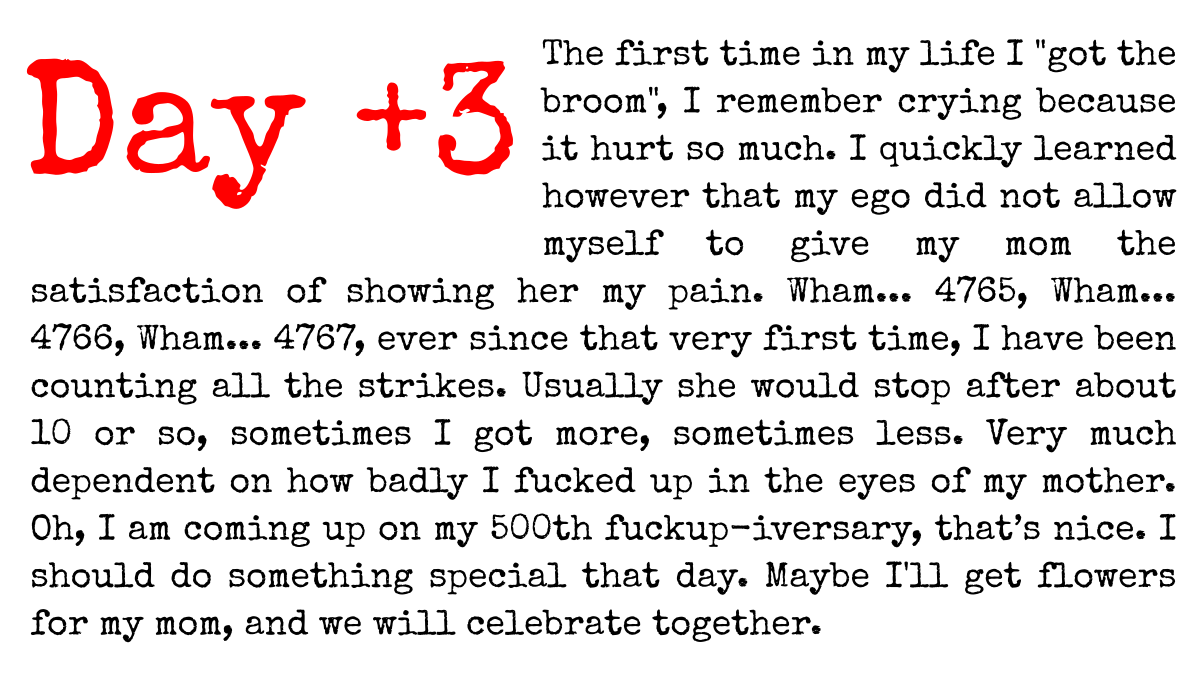 Day +3
The first time in my life I "got the
broom", I remember crying because
it hurt so much. I quickly learned
however that my ego did not allow
myself to give my mom the
satisfaction of showing her my pain. Wham... 4765, Wham...
4766, Wham... 4767, ever since that very first time, I have been
counting all the strikes. Usually she would stop after about
10 or so, sometimes I got more, sometimes less. Very much
dependent on how badly I fucked up in the eyes of my mother.
Oh, I am coming up on my 500th fuckup-iversary, that’s nice. I
should do something special that day. Maybe I'll get flowers
for my mom, and we will celebrate together.